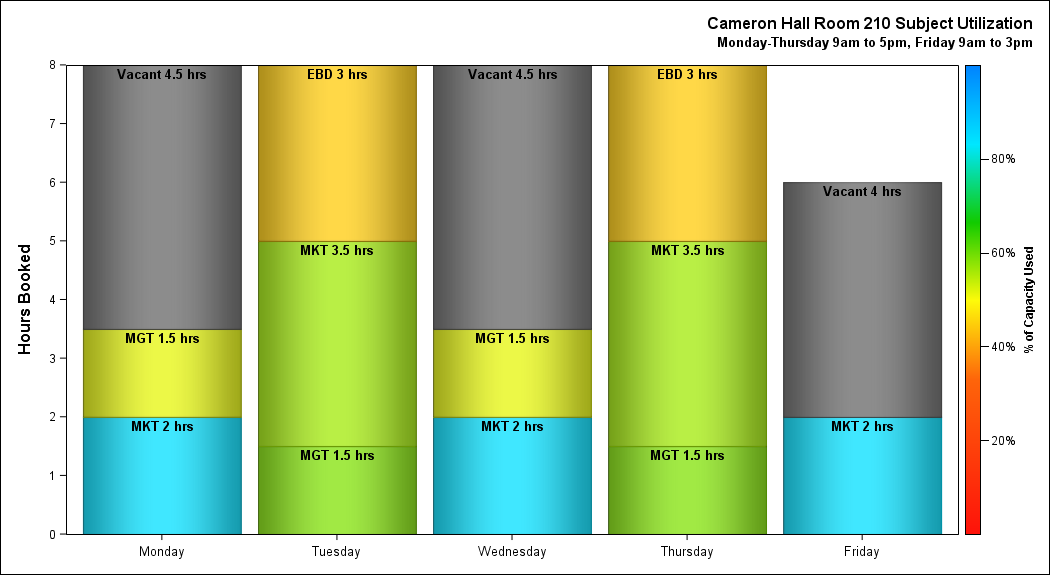 Cameron Hall Room 210 Subject Utilization
Monday-Thursday 9am to 5pm, Friday 9am to 3pm
Hours Booked
8
7
6
5
4
3
2
1
0
Vacant 4.5 hrs
MGT 1.5 hrs
MKT 2 hrs
EBD 3 hrs
MKT 3.5 hrs
MGT 1.5 hrs
Vacant 4.5 hrs
MGT 1.5 hrs
MKT 2 hrs
EBD 3 hrs
MKT 3.5 hrs
MGT 1.5 hrs
Vacant 4 hrs
MKT 2 hrs
Monday
Tuesday
Wednesday
Thursday
Friday
80%
60%
40%
20%
% of Capacity Used